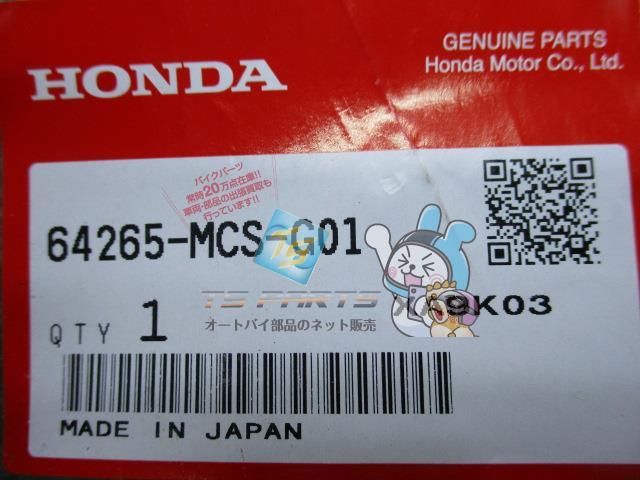 HONDA
GENUINE PARTS
Honda Motor Co., Ltd.
バイクパーツ
常時20万点在庫!!
車両・部品の出張買取も
行っています!!
64265-MCS-G01
TS
TS PARTS
オートバイ部品のネット販売
9K03
QTY 1
MADE IN JAPAN